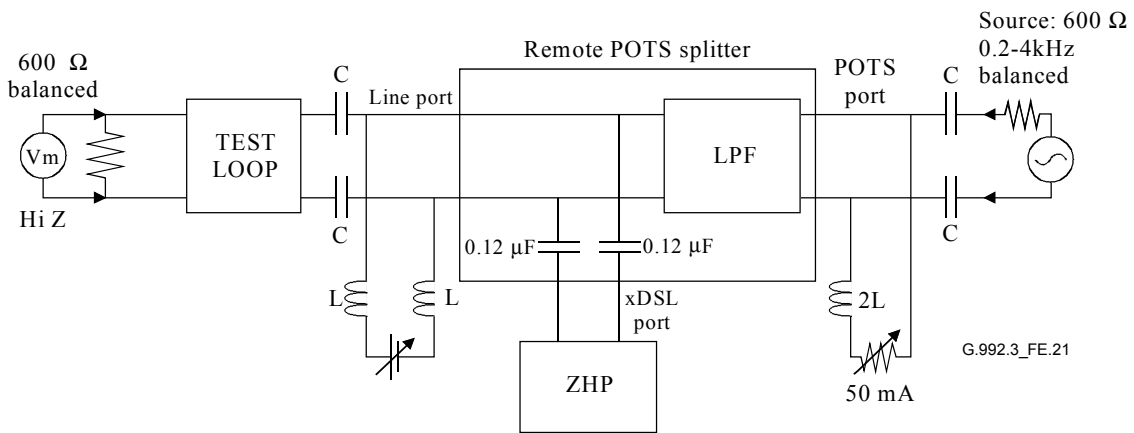 Source: 600 Ω
0.2-4kHz
balanced
Remote POTS splitter
600 Ω
balanced
C
Line port
POTS
port
C
Vm
TEST
LOOP
LPF
Hi Z
C
0.12 µF
0.12 µF
C
L
L
xDSL
port
2L
ZHP
G.992.3_FE.21
50 mA